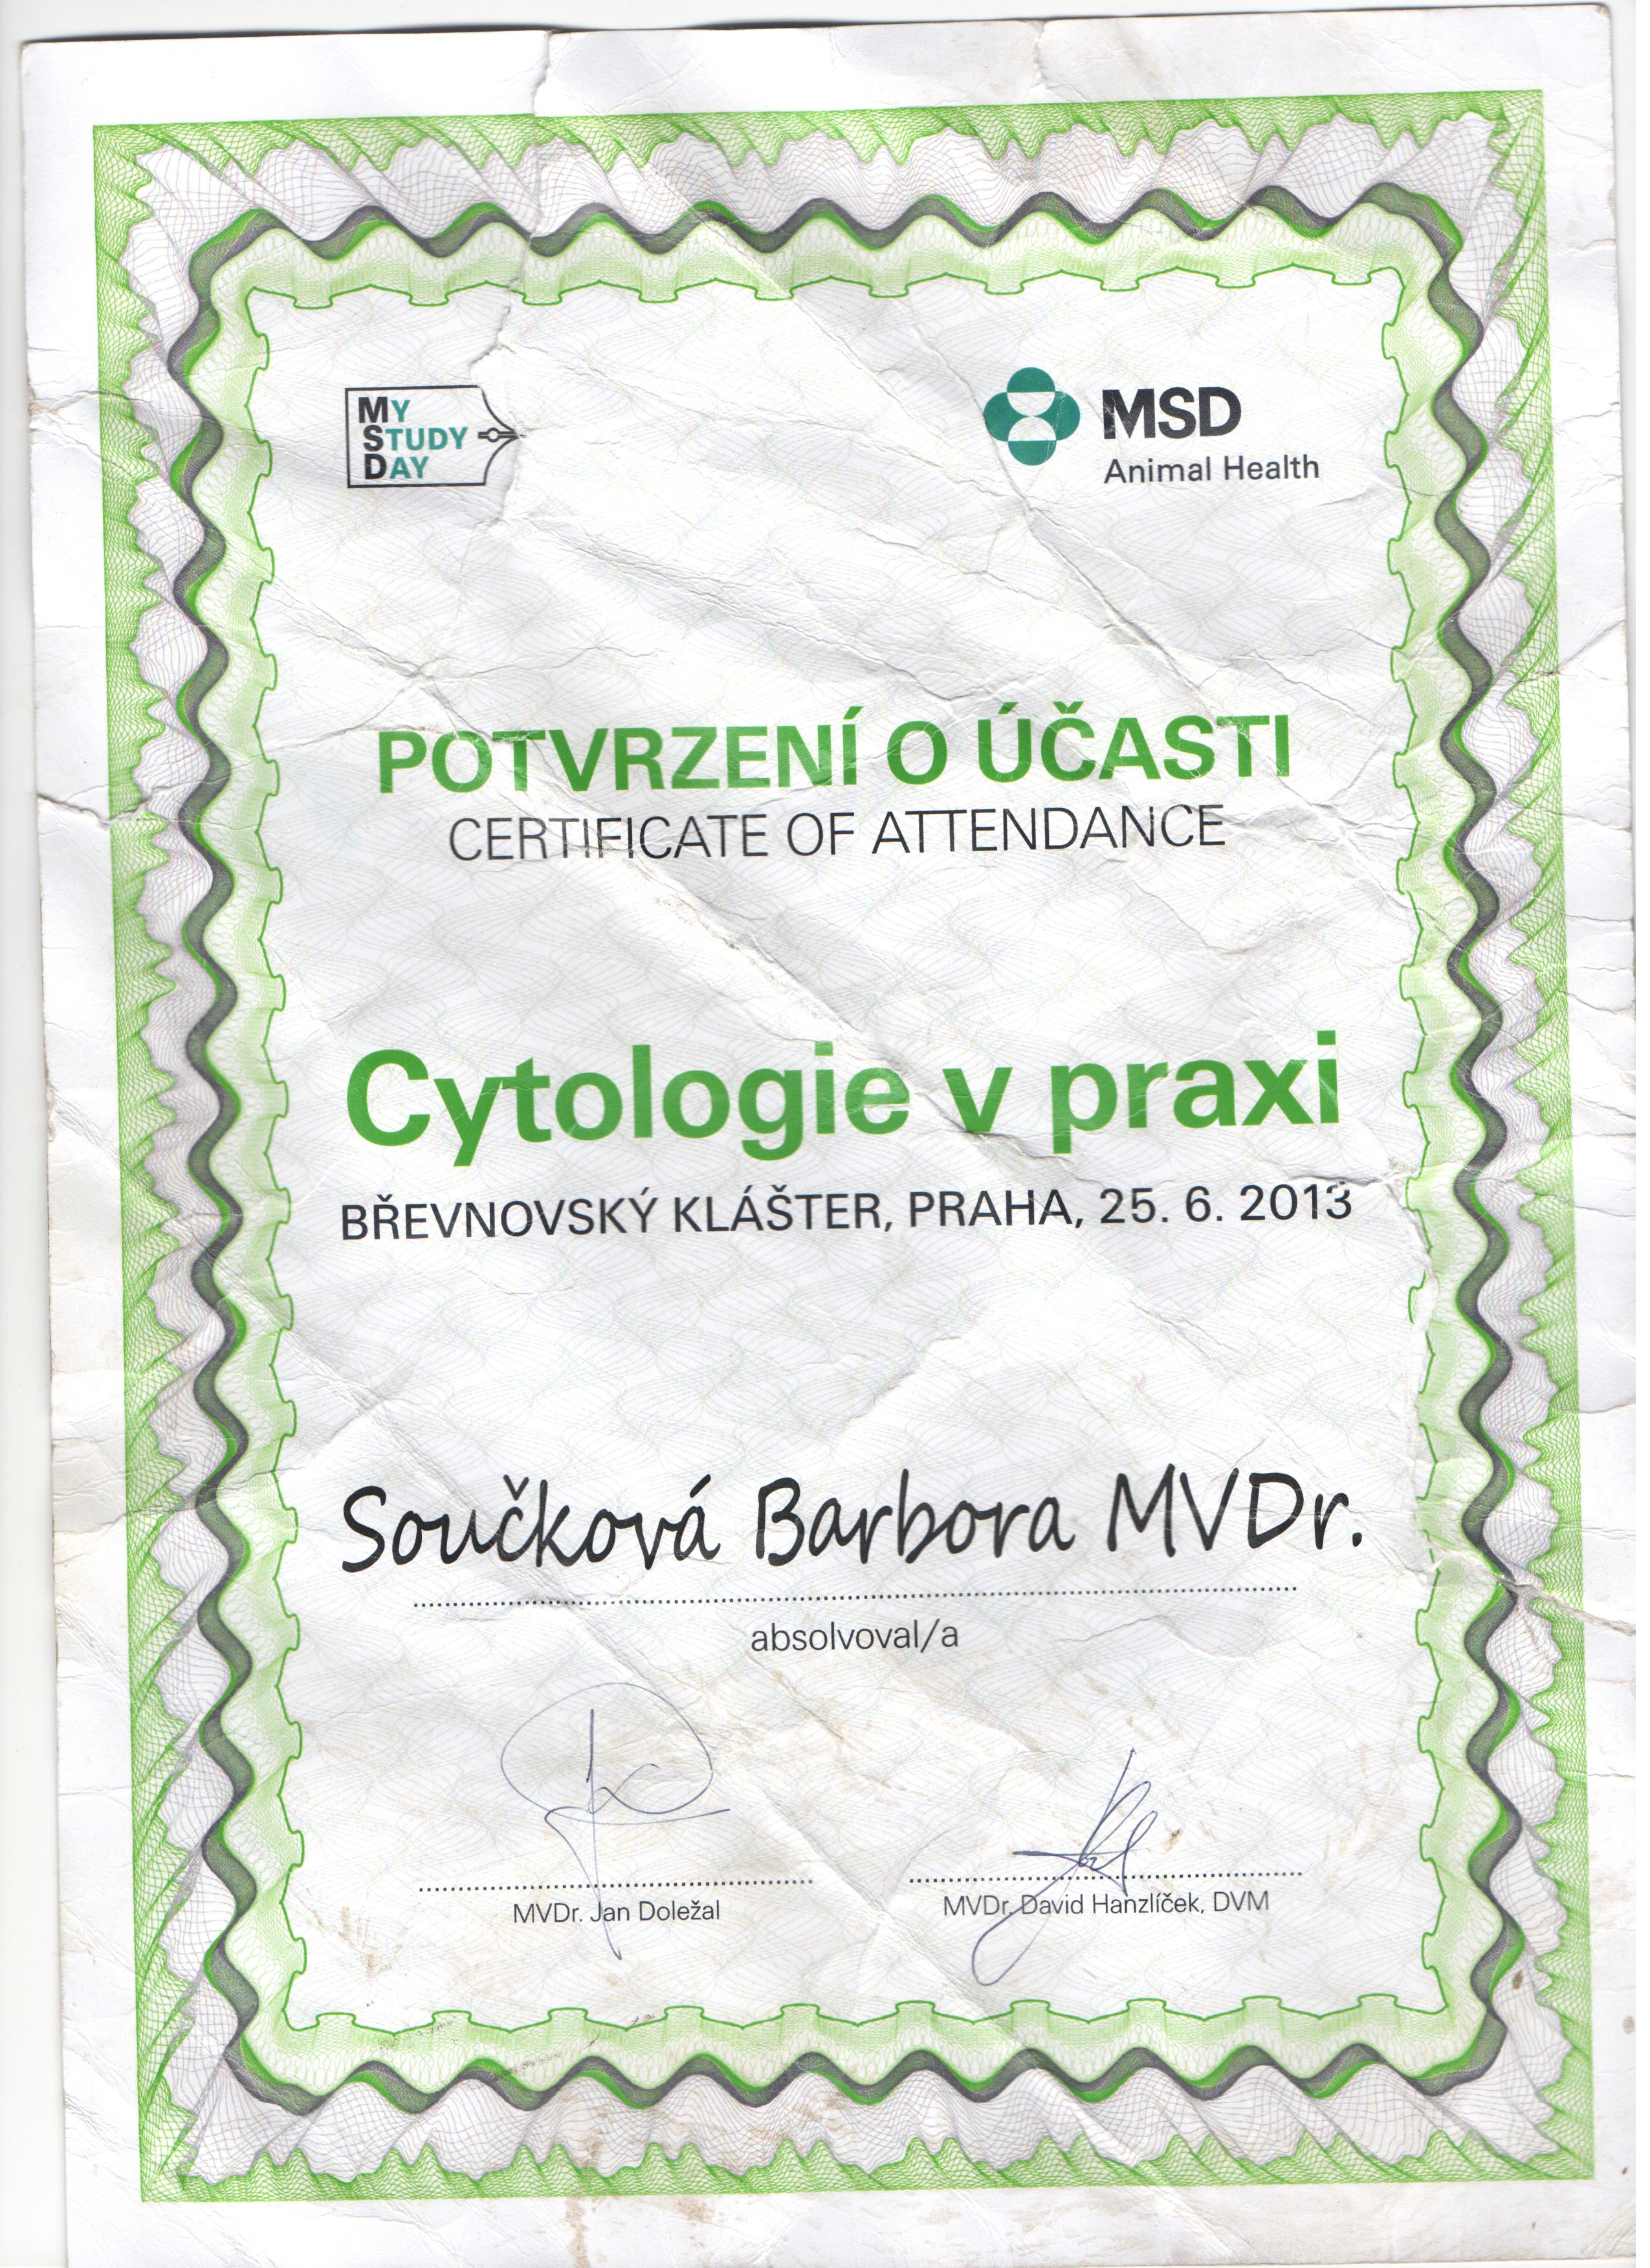 MY
STUDY
DAY
MSD
Animal Health
POTVRZENÍ O ÚČASTI
CERTIFICATE OF ATTENDANCE
Cytologie v praxi
BŘEVNOVSKÝ KLÁŠTER, PRAHA, 25. 6. 2013
Součková Barbora MVDr.
absolvoval/a
MVDr. Jan Doležal
MVDr. David Hanzlíček, DVM